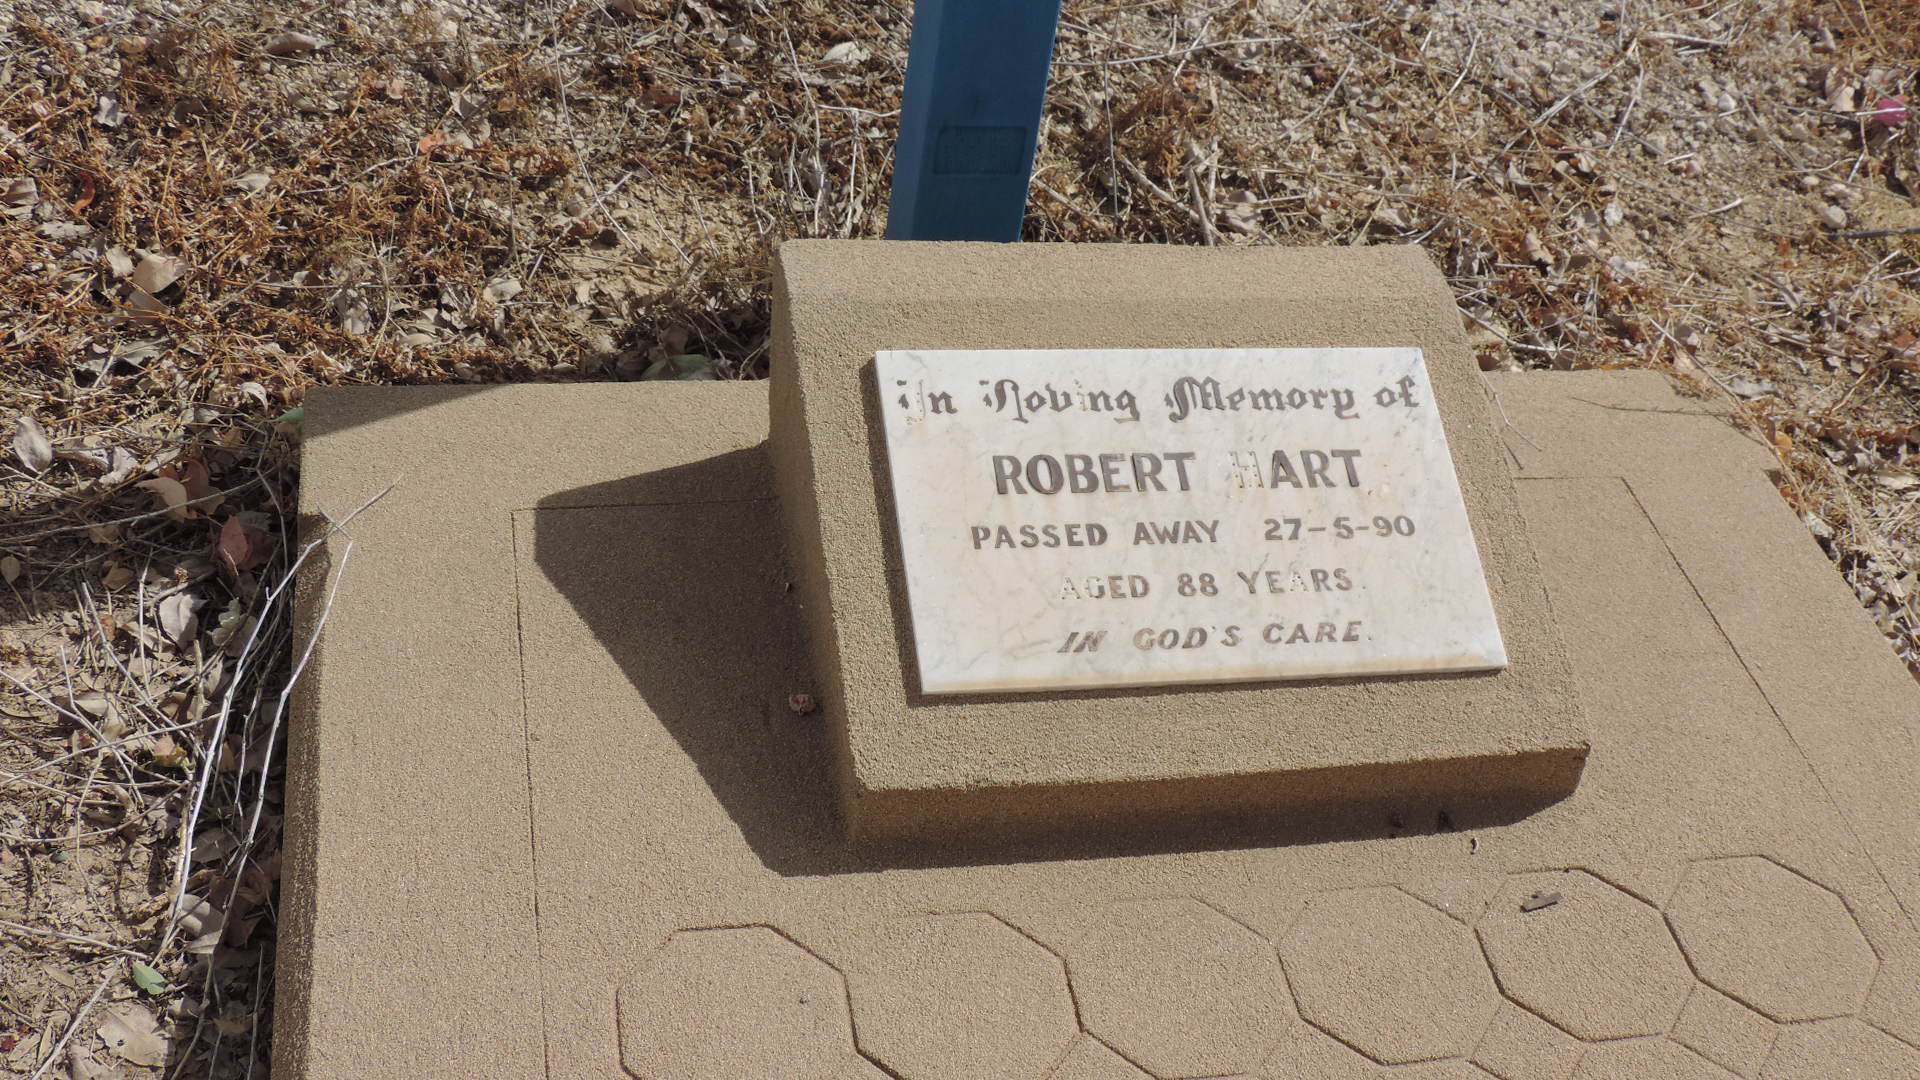 In Loving Memory of
ROBERT HART
PASSED AWAY 27-5-90
AGED 88 YEARS.
IN GOD'S CARE.